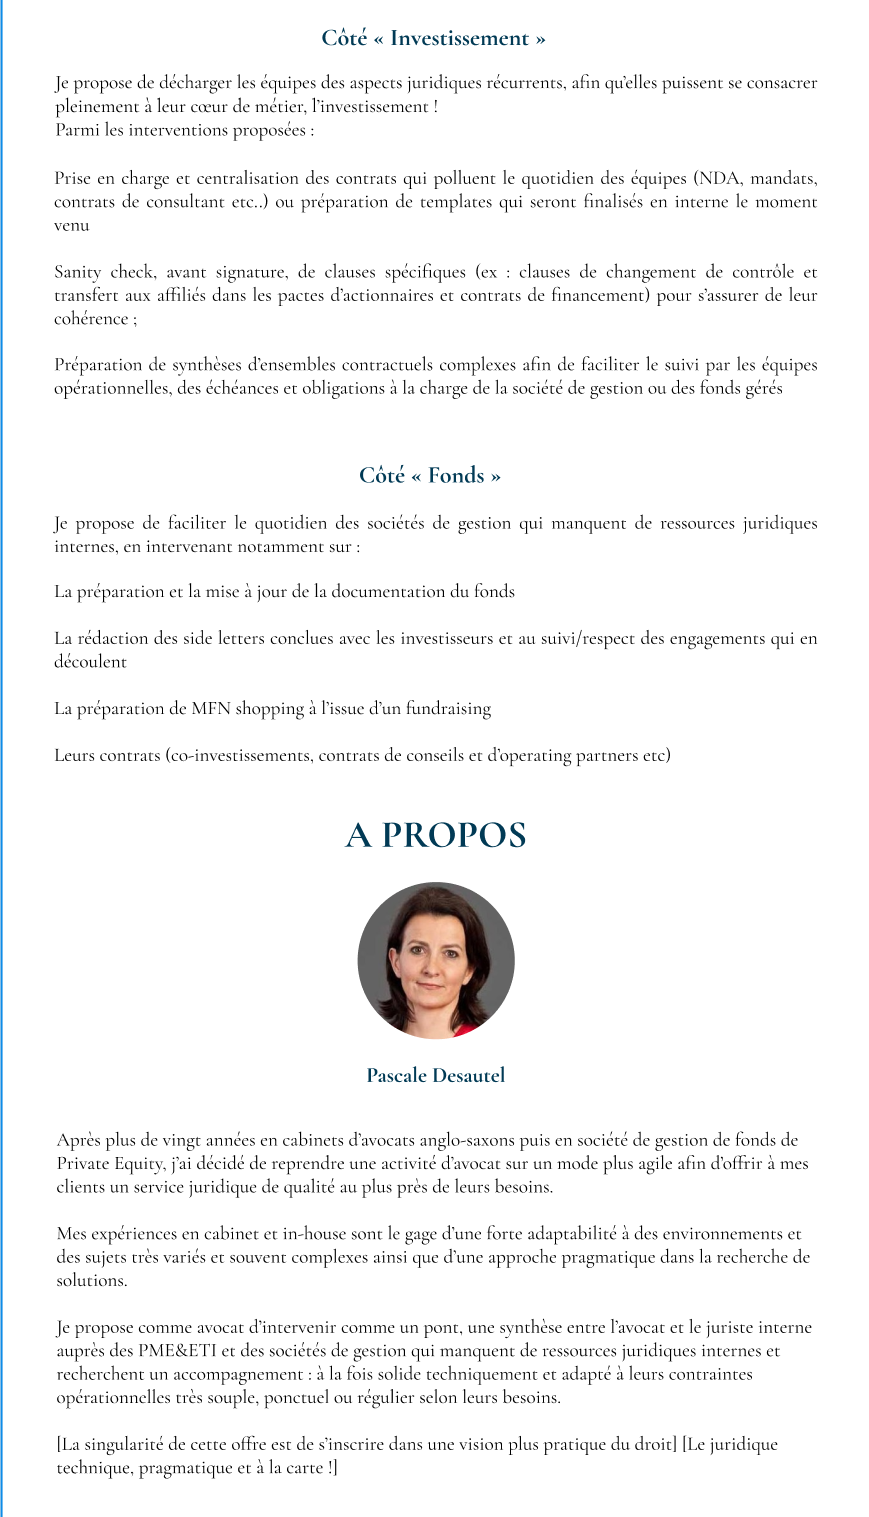 Côté « Investissement »
Je propose de décharger les équipes des aspects juridiques récurrents, afin qu’elles puissent se consacrer
pleinement à leur cœur de métier, l’investissement !
Parmi les interventions proposées :
Prise en charge et centralisation des contrats qui polluent le quotidien des équipes (NDA, mandats,
contrats de consultant etc..) ou préparation de templates qui seront finalisés en interne le moment
venu
Sanity check, avant signature, de clauses spécifiques (ex : clauses de changement de contrôle et
transfert aux affiliés dans les pactes d’actionnaires et contrats de financement) pour s’assurer de leur
cohérence ;
Préparation de synthèses d’ensembles contractuels complexes afin de faciliter le suivi par les équipes
opérationnelles, des échéances et obligations à la charge de la société de gestion ou des fonds gérés
Côté « Fonds »
Je propose de faciliter le quotidien des sociétés de gestion qui manquent de ressources juridiques
internes, en intervenant notamment sur :
La préparation et la mise à jour de la documentation du fonds
La rédaction des side letters conclues avec les investisseurs et au suivi/respect des engagements qui en
découlent
La préparation de MFN shopping à l’issue d’un fundraising
Leurs contrats (co-investissements, contrats de conseils et d’operating partners etc)
A PROPOS
Pascale Desautel
Après plus de vingt années en cabinets d’avocats anglo-saxons puis en société de gestion de fonds de
Private Equity, j’ai décidé de reprendre une activité d’avocat sur un mode plus agile afin d’offrir à mes
clients un service juridique de qualité au plus près de leurs besoins.
Mes expériences en cabinet et in-house sont le gage d’une forte adaptabilité à des environnements et
des sujets très variés et souvent complexes ainsi que d’une approche pragmatique dans la recherche de
solutions.
Je propose comme avocat d’intervenir comme un pont, une synthèse entre l’avocat et le juriste interne
auprès des PME&ETI et des sociétés de gestion qui manquent de ressources juridiques internes et
recherchent un accompagnement : à la fois solide techniquement et adapté à leurs contraintes
opérationnelles très souple, ponctuel ou régulier selon leurs besoins.
[La singularité de cette offre est de s’inscrire dans une vision plus pratique du droit] [Le juridique
technique, pragmatique et à la carte !]